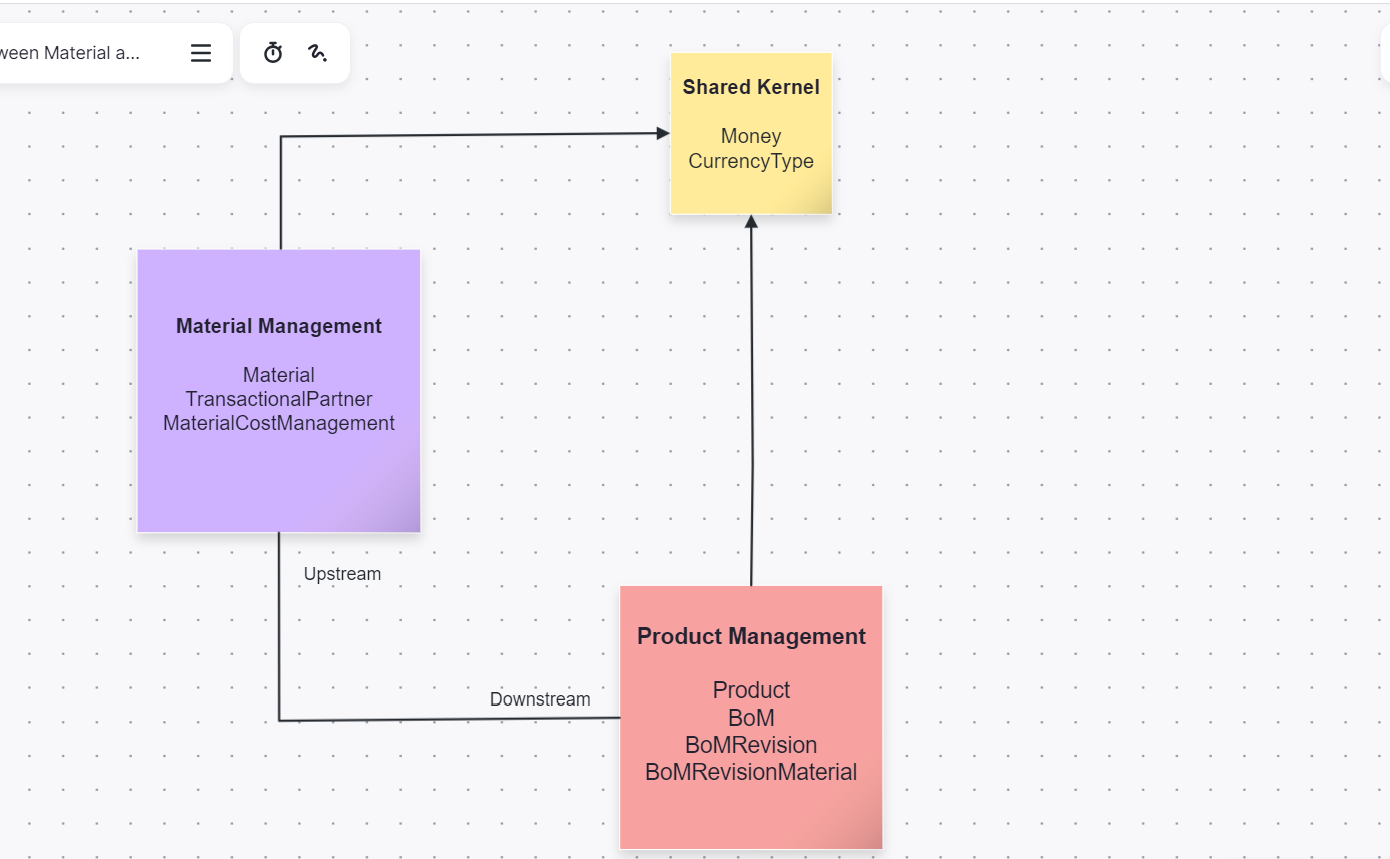 ween Material a...
Shared Kernel
Money
CurrencyType
Material Management
Material
TransactionalPartner
MaterialCostManagement
Upstream
Downstream
Product Management
Product
BoM
BoMRevision
BoMRevisionMaterial